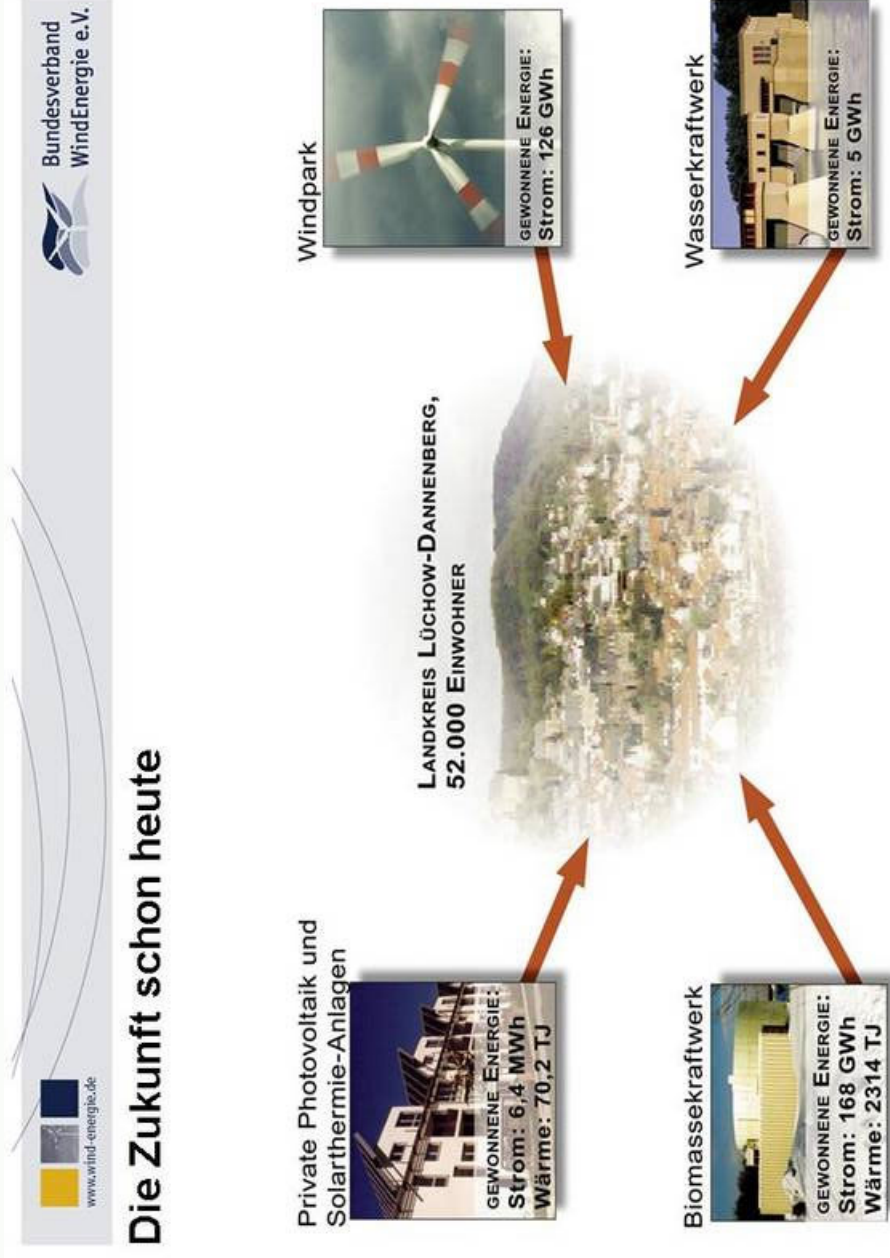 www.wind-energie.de
Bundesverband
WindEnergie e.V.
Die Zukunft schon heute
Private Photovoltaik und
Solarthermie-Anlagen
GEWONNENE ENERGIE:
Strom: 6,4 MWh
Wärme: 70,2 TJ
Windpark
GEWONNENE ENERGIE:
Strom: 126 GWh
LANDKREIS LÜCHOW-DANNENBERG,
52.000 EINWOHNER
Biomassekraftwerk
GEWONNENE ENERGIE:
Strom: 168 GWh
Wärme: 2314 TJ
Wasserkraftwerk
GEWONNENE ENERGIE:
Strom: 5 GWh